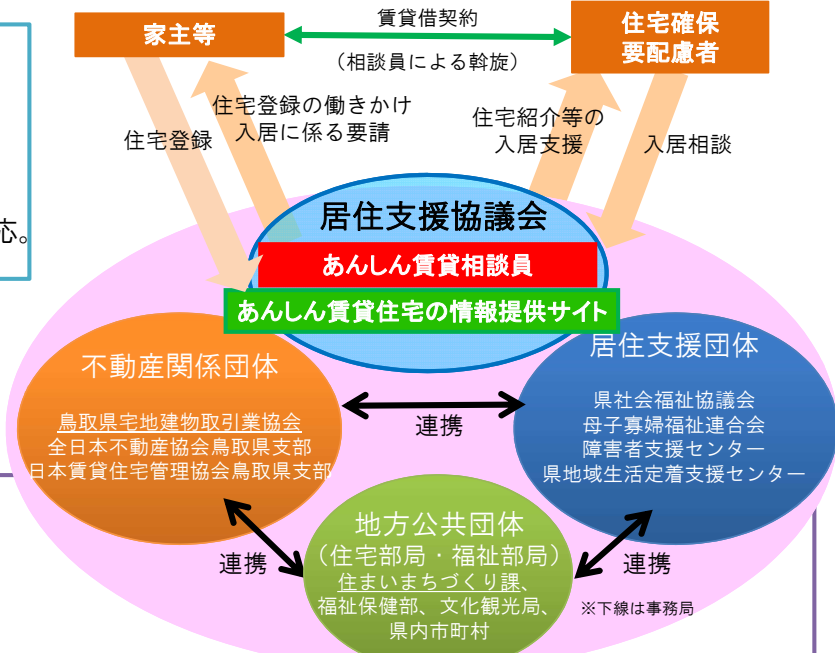 家主等
賃貸借契約
（相談員による斡旋）
住宅確保
要配慮者
住宅登録
住宅登録の働きかけ
入居に係る要請
住宅紹介等の
入居支援
入居相談
応。
居住支援協議会
あんしん賃貸相談員
あんしん賃貸住宅の情報提供サイト
不動産関係団体
鳥取県宅地建物取引業協会
全日本不動産協会鳥取県支部
日本賃貸住宅管理協会鳥取県支部
連携
居住支援団体
県社会福祉協議会
母子寡婦福祉連合会
障害者支援センター
県地域生活定着支援センター
連携
地方公共団体
（住宅部局・福祉部局）
住まいまちづくり課、
福祉保健部、文化観光局、
県内市町村
連携
※下線は事務局